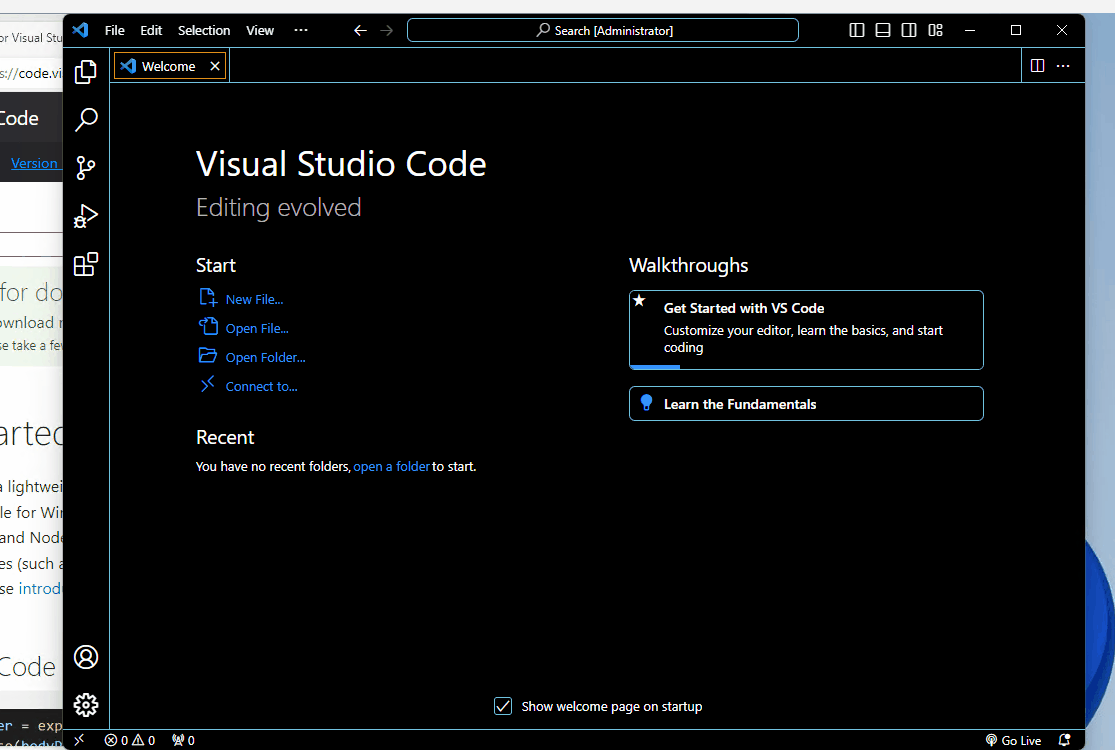 File Edit Selection View ··· Search [Administrator]
or Visual Stu
Welcome
s://code.vi
Code
Version
Visual Studio Code
Editing evolved
Start
New File...
Open File...
Open Folder...
Connect to...
Recent
You have no recent folders, open a folder to start.
Walkthroughs
Get Started with VS Code
Customize your editor, learn the basics, and start
coding
Learn the Fundamentals
for do
ownload
se take a few
arted
a lightwei
le for Win
and Node
es (such a
se introdu
Code
er = exp
Show welcome page on startup
0 0 0
Go Live